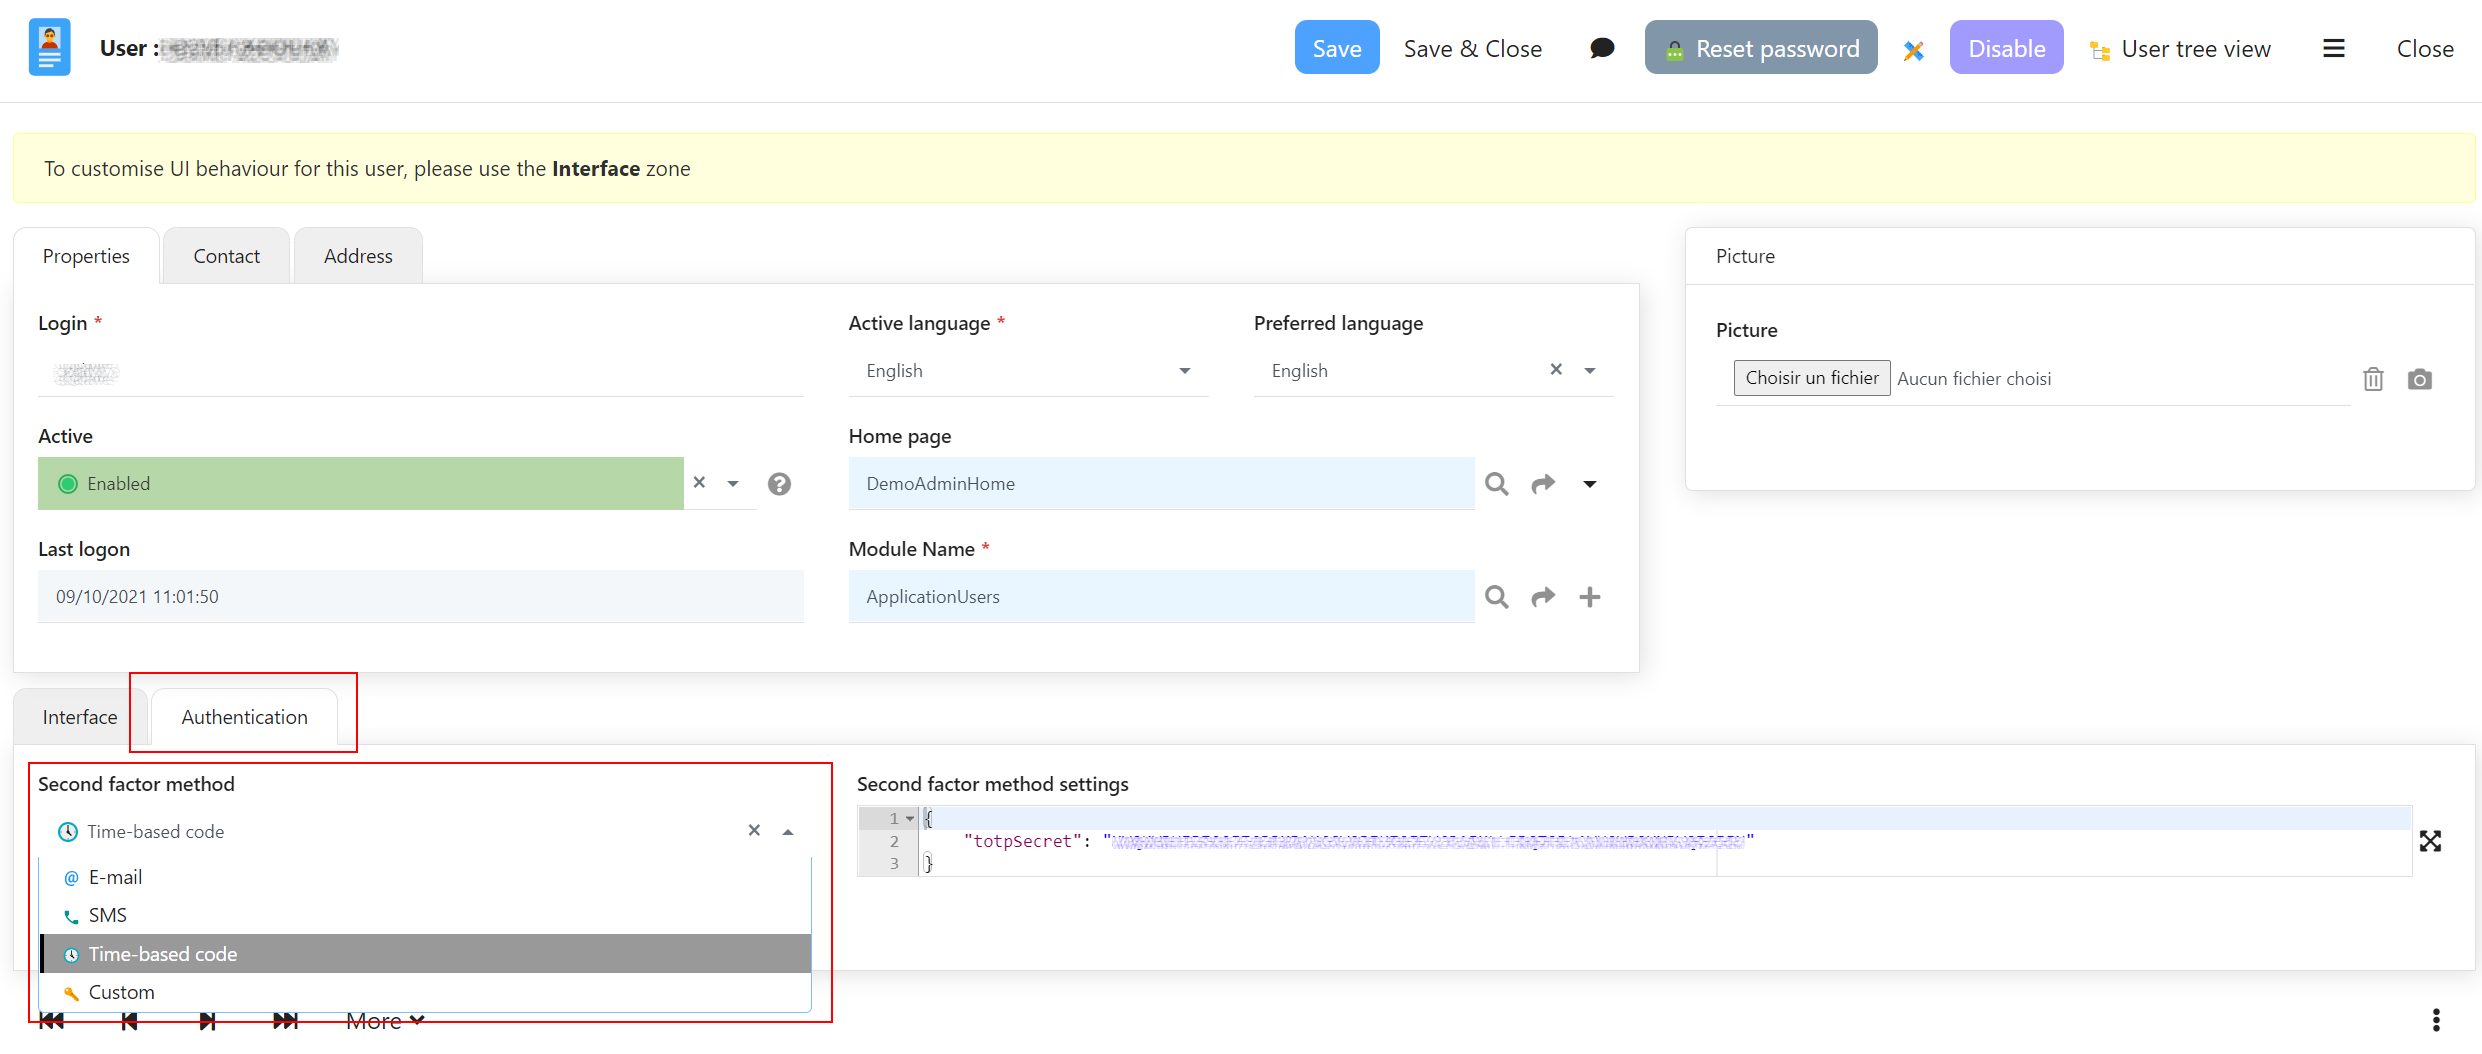 User :
Save
Save & Close
Reset password
Disable
User tree view
Close
To customise UI behaviour for this user, please use the Interface zone
Properties
Contact
Address
Picture
Login *
Active language *
Preferred language
English
English
Picture
Choisir un fichier
Aucun fichier choisi
Active
Home page
Enabled
DemoAdminHome
Last logon
Module Name *
09/10/2021 11:01:50
ApplicationUsers
Interface
Authentication
Second factor method
Second factor method settings
Time-based code
1 {
2 "totpSecret": " "
3 }
@ E-mail
SMS
Time-based code
Custom
More